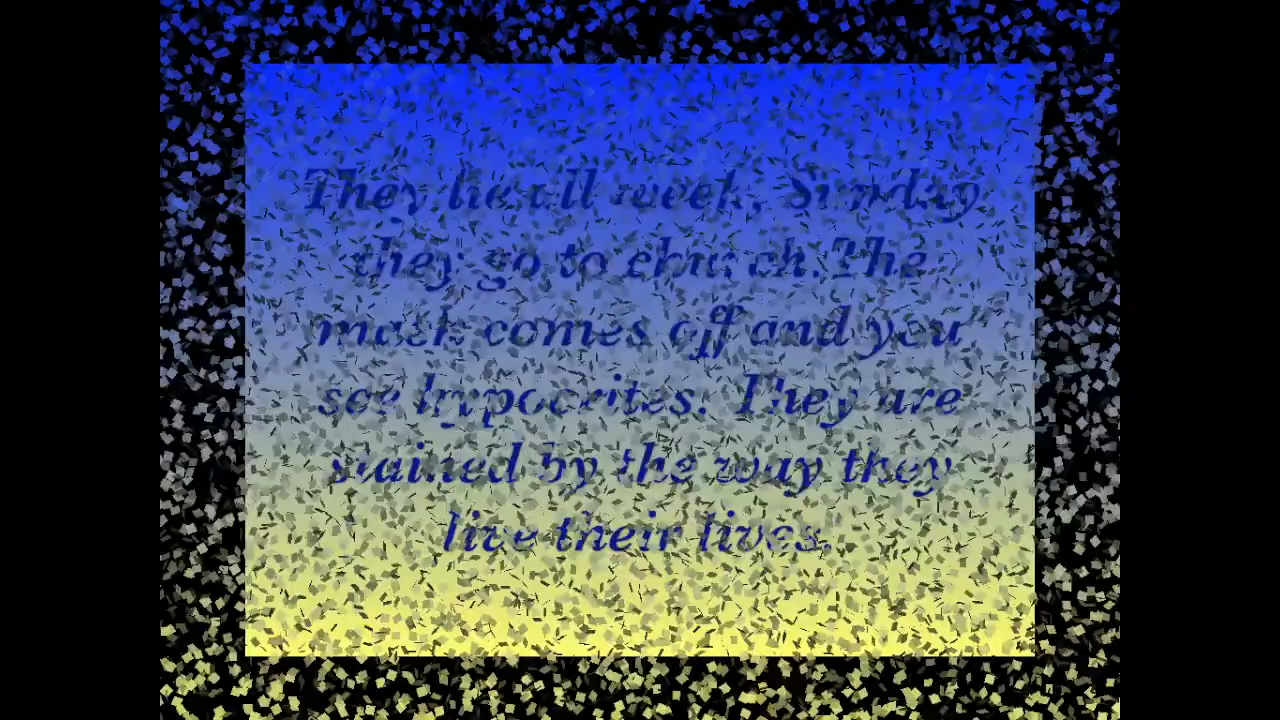 They lie all week, Sunday
they go to church.The
mask comes off and you
see hypocrites. They are
stained by the way they
live their lives.